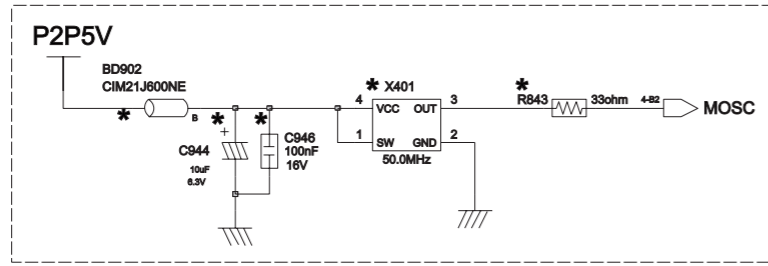 P2P5V
BD902
CIM21J600NE
* B
* * C944
+
10uF
6.3V
C946
100nF
16V
* X401
4 VCC OUT 3
1 SW GND 2
50.0MHz
*
R843 33ohm 4-B2 MOSC